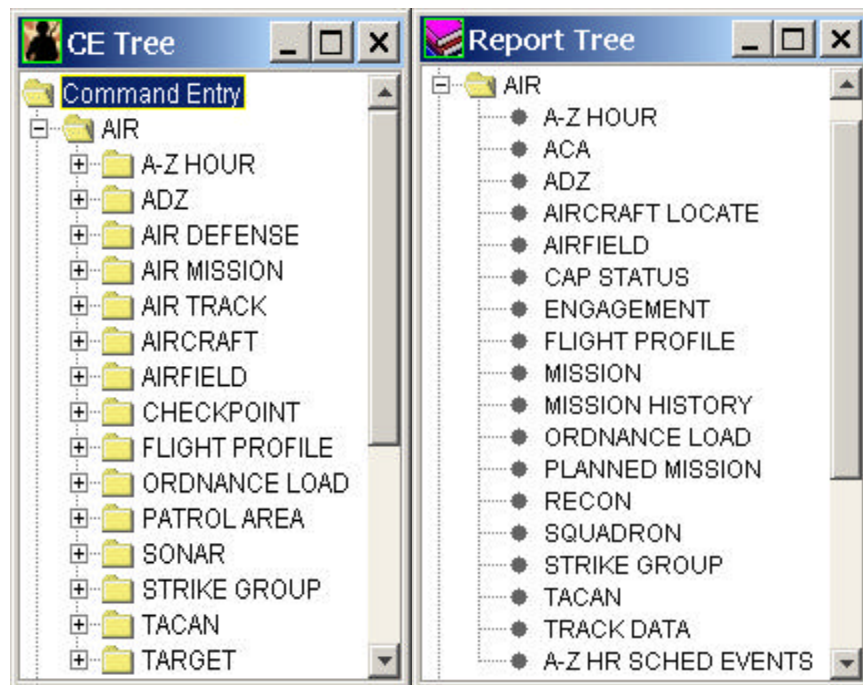 CE Tree
Command Entry
AIR
A-Z HOUR
ADZ
AIR DEFENSE
AIR MISSION
AIR TRACK
AIRCRAFT
AIRFIELD
CHECKPOINT
FLIGHT PROFILE
ORDNANCE LOAD
PATROL AREA
SONAR
STRIKE GROUP
TACAN
TARGET
Report Tree
AIR
A-Z HOUR
ACA
ADZ
AIRCRAFT LOCATE
AIRFIELD
CAP STATUS
ENGAGEMENT
FLIGHT PROFILE
MISSION
MISSION HISTORY
ORDNANCE LOAD
PLANNED MISSION
RECON
SQUADRON
STRIKE GROUP
TACAN
TRACK DATA
A-Z HR SCHED EVENTS